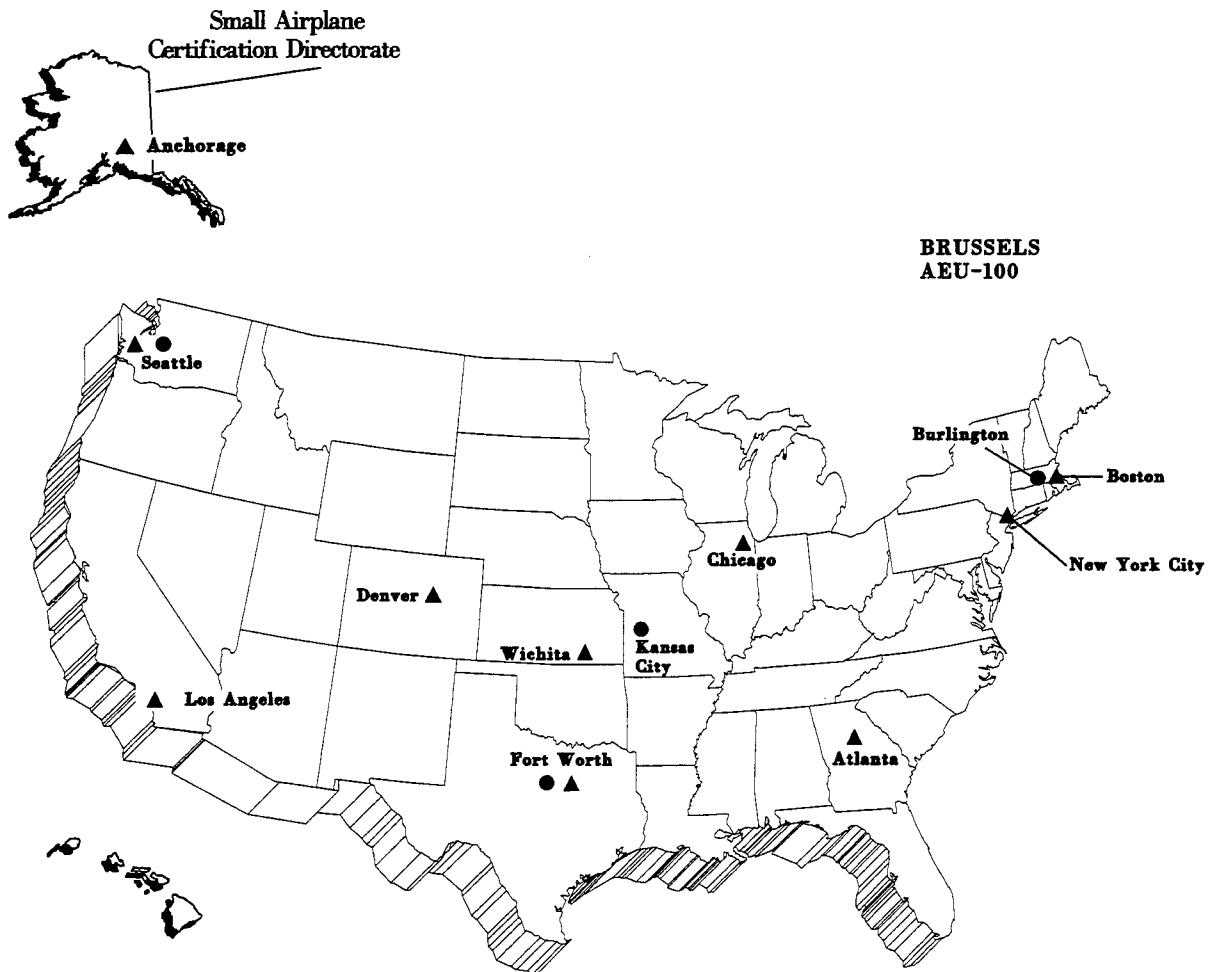 Small Airplane
Certification Directorate
Anchorage
BRUSSELS
AEU-100
Seattle
Burlington
Boston
Chicago
New York City
Denver
Wichita
Kansas
City
Los Angeles
Fort Worth
Atlanta